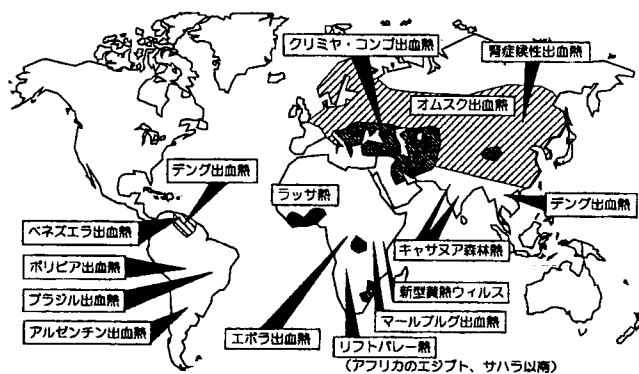 クリミヤ・コンゴ出血熱
腎症候性出血熱
オムスク出血熱
デング出血熱
ラッサ熱
デング出血熱
ベネズエラ出血熱
キャサヌア森林熱
ボリビア出血熱
新型黄熱ウィルス
ブラジル出血熱
マールブルグ出血熱
アルゼンチン出血熱
エボラ出血熱
リフトバレー熱
(アフリカのエジプト、サハラ以南)